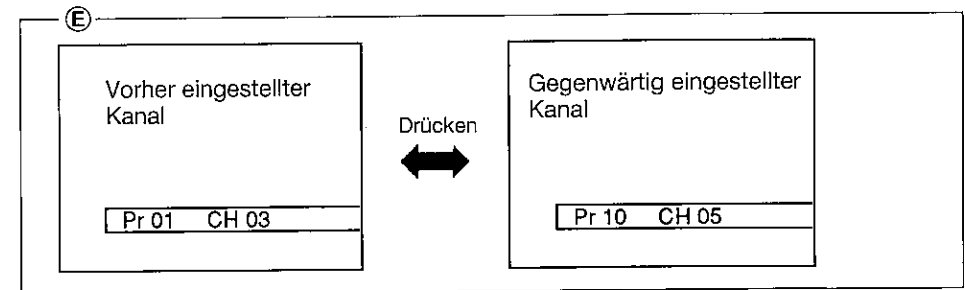 E
Vorher eingestellter
Kanal
Pr 01 CH 03
Drücken
Gegenwärtig eingestellter
Kanal
Pr 10 CH 05